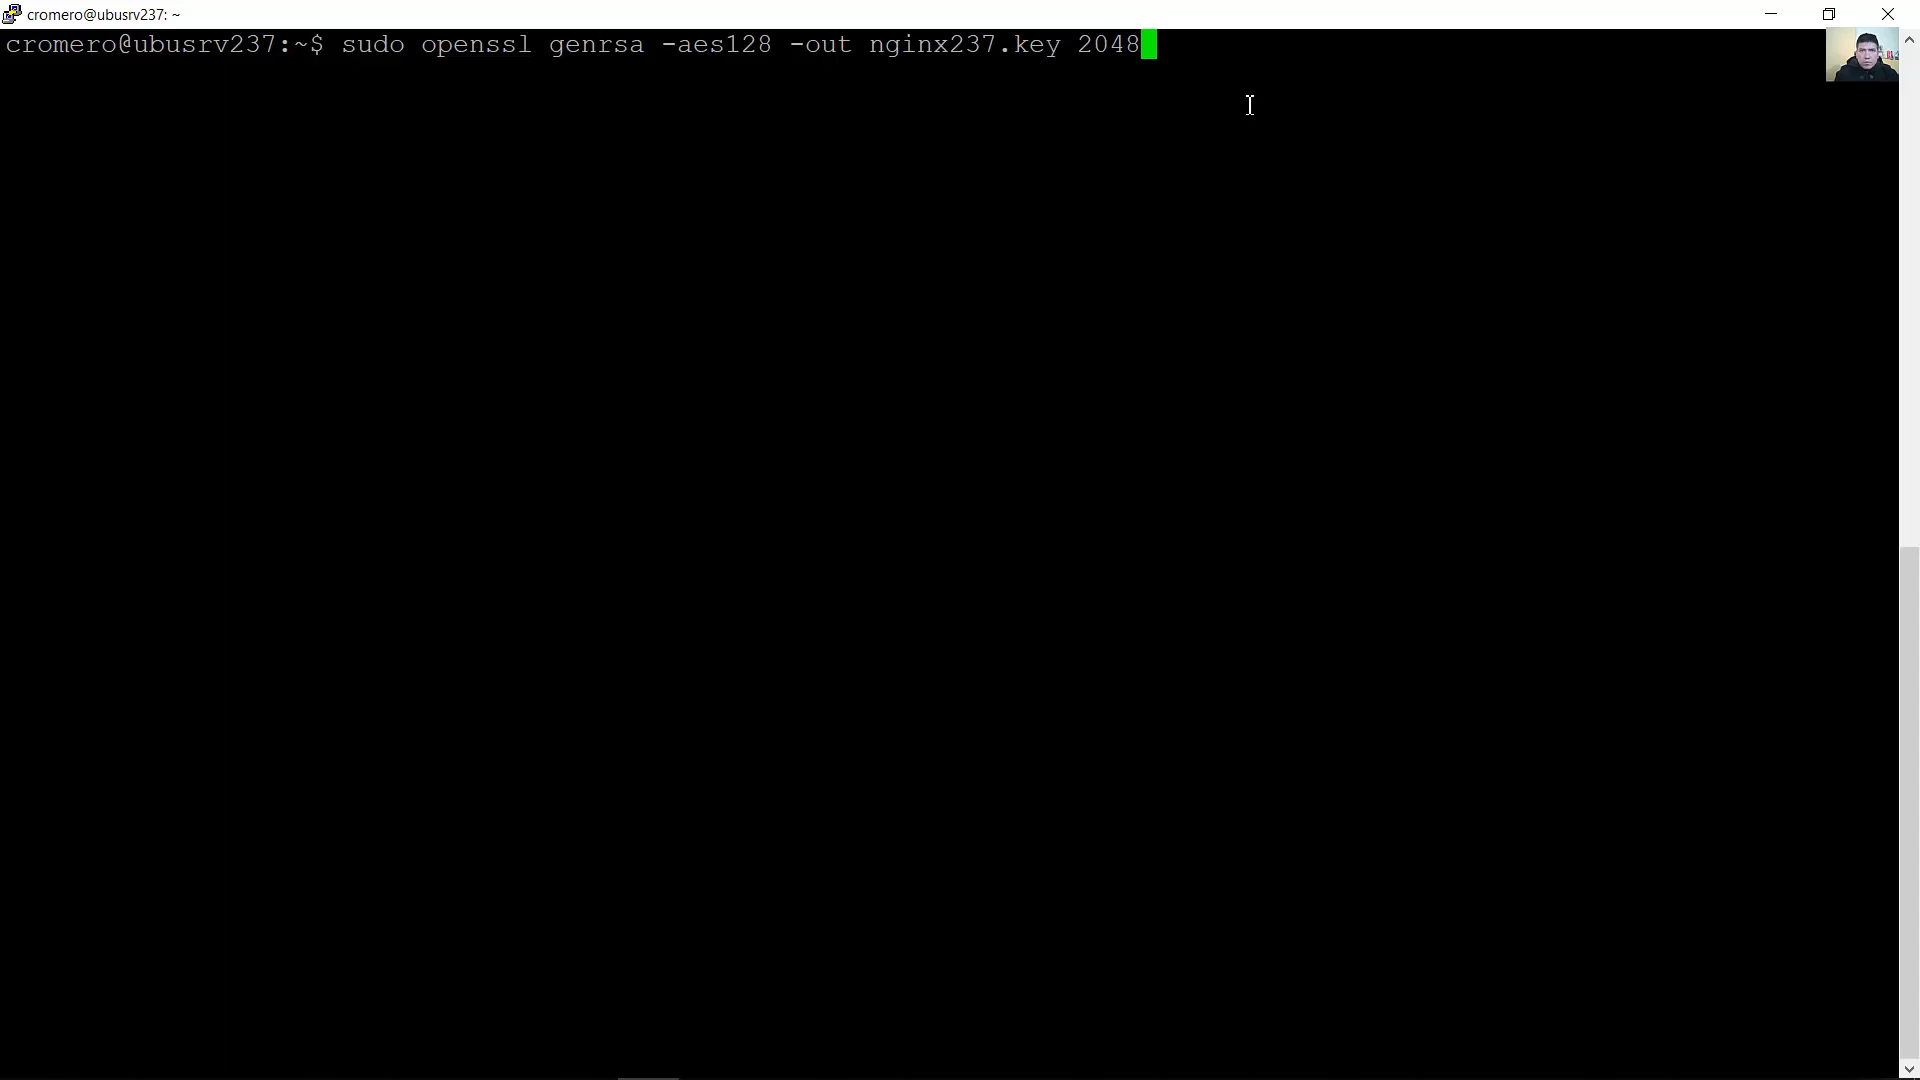 cromero@ubusrv237: ~
cromero@ubusrv237:~$ sudo openssl genrsa -aes128 -out nginx237.key 2048